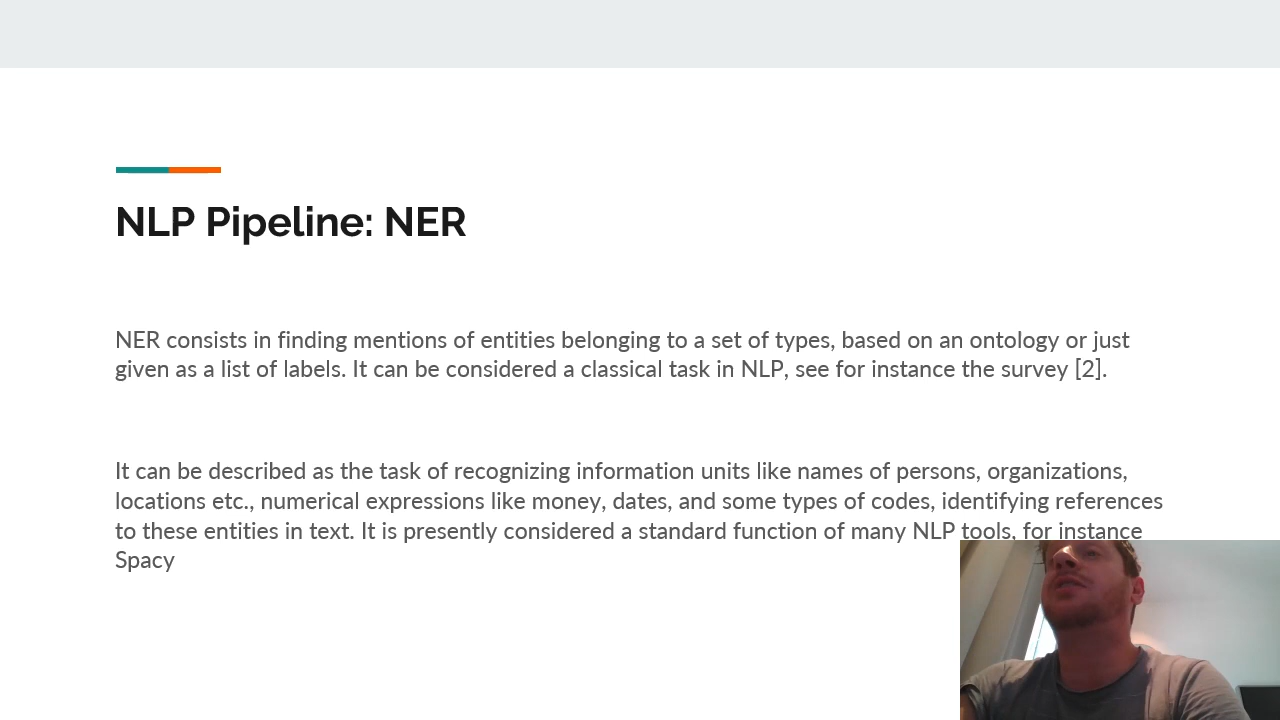 NLP Pipeline: NER
NER consists in finding mentions of entities belonging to a set of types, based on an ontology or just
given as a list of labels. It can be considered a classical task in NLP, see for instance the survey [2].
It can be described as the task of recognizing information units like names of persons, organizations,
locations etc., numerical expressions like money, dates, and some types of codes, identifying references
to these entities in text. It is presently considered a standard function of many NLP tools, for instance
Spacy